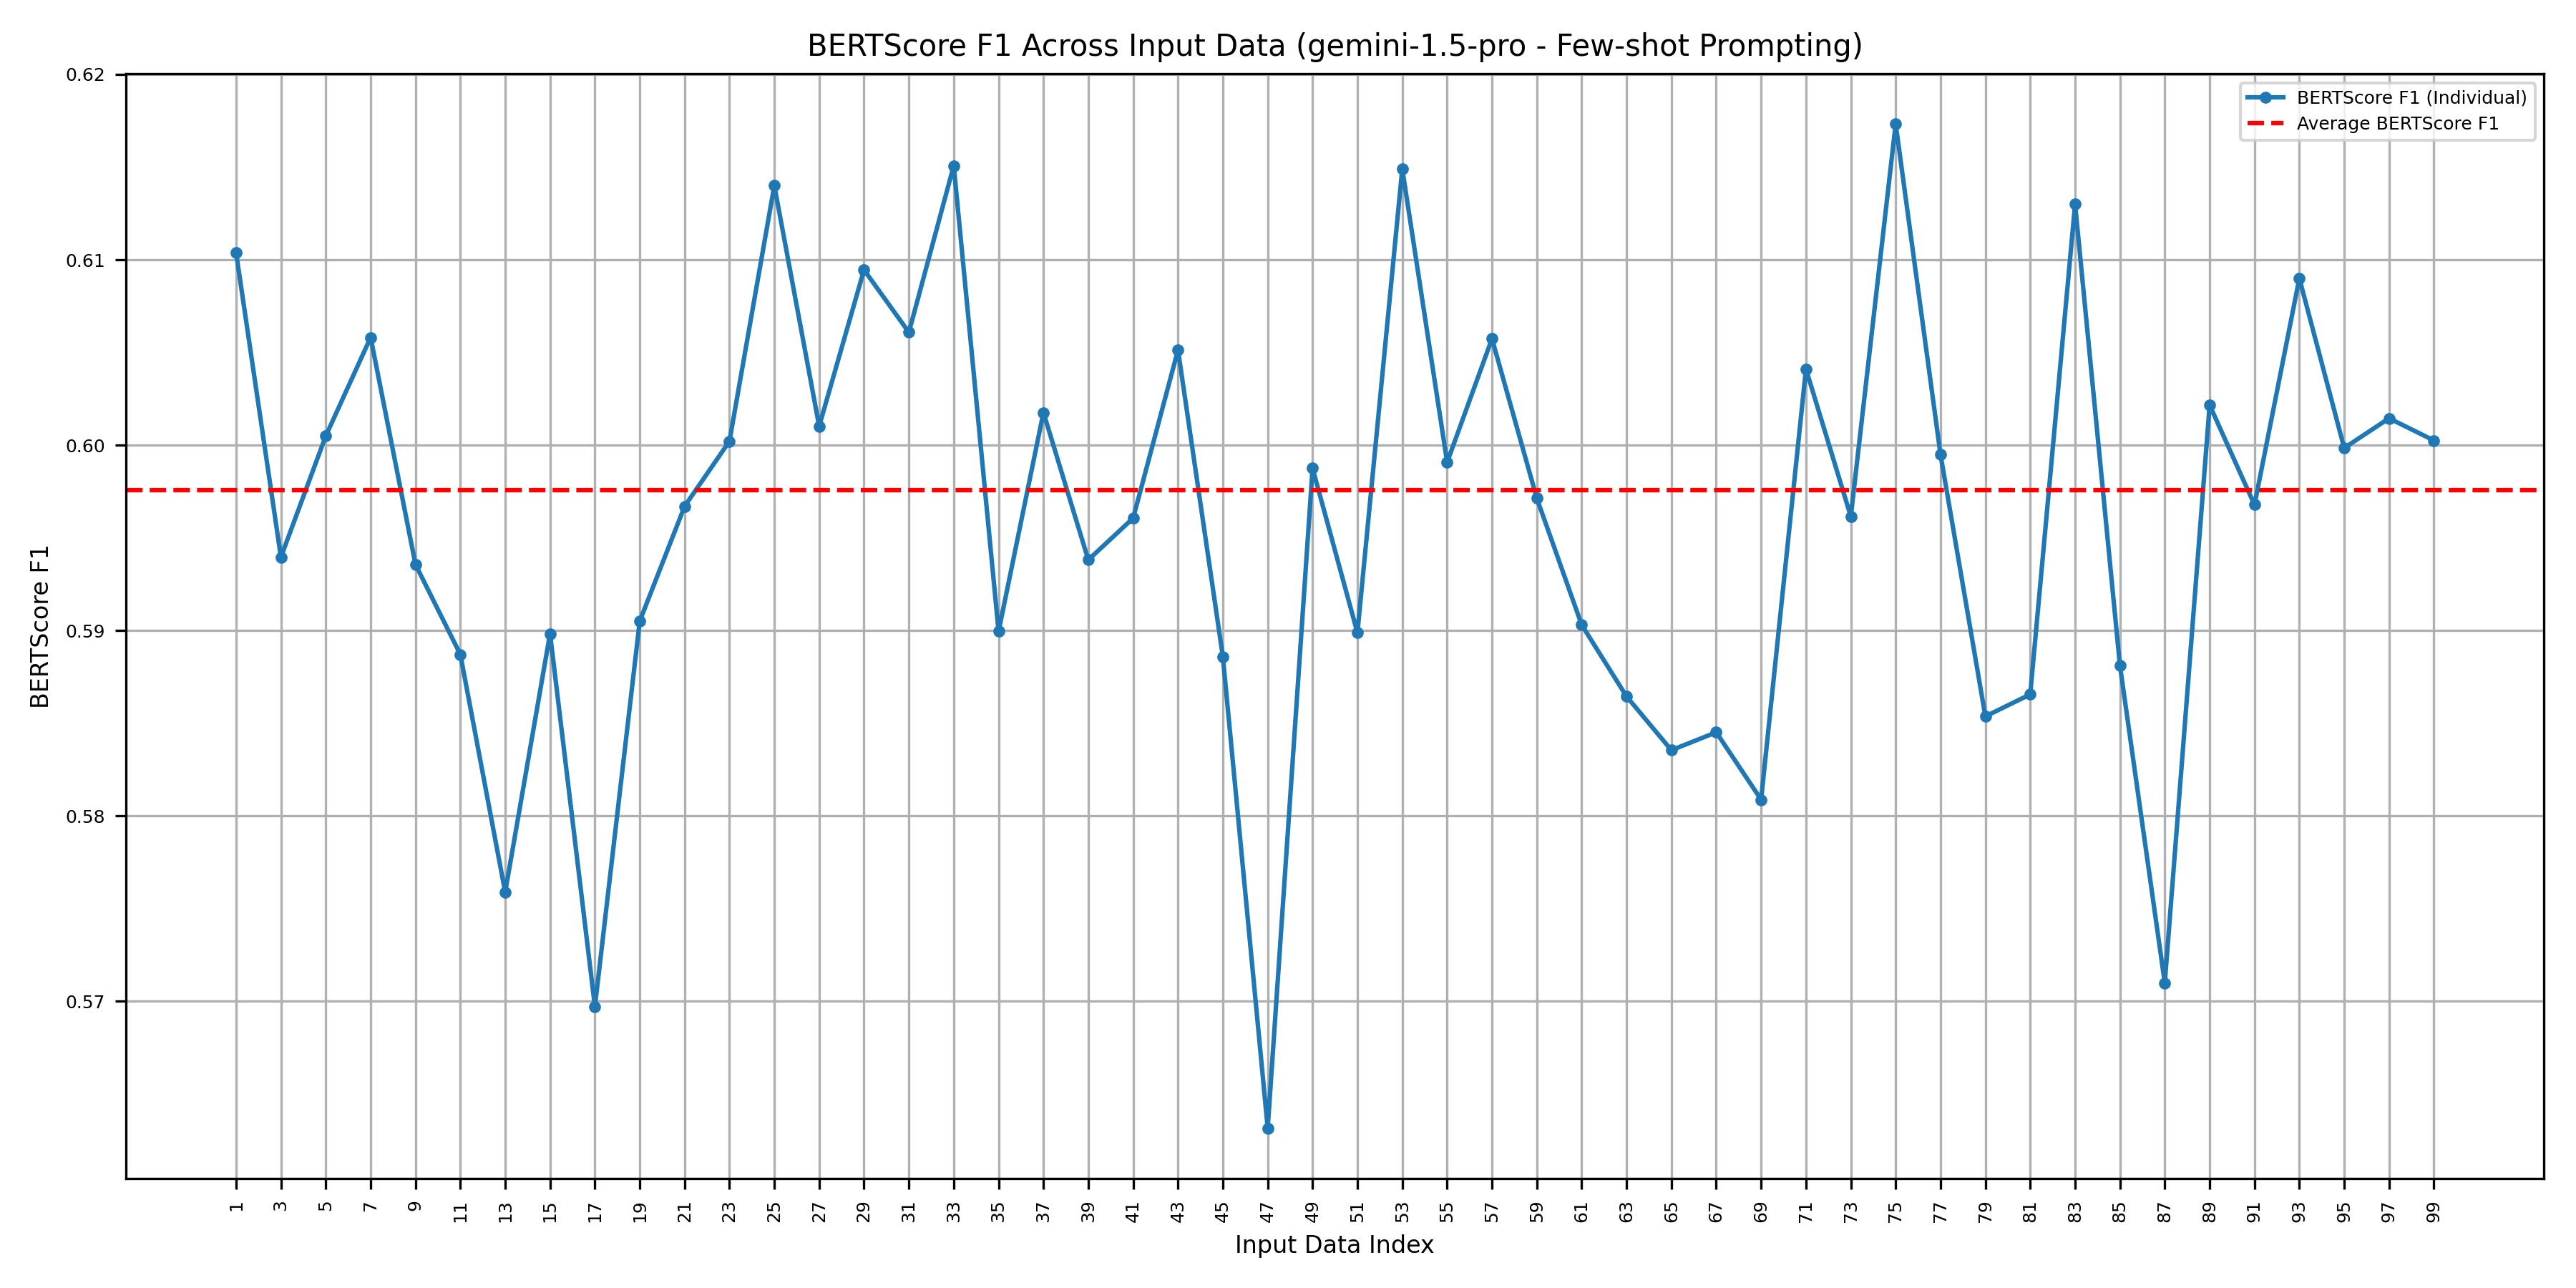 BERTScore F1 Across Input Data (gemini-1.5-pro - Few-shot Prompting)
BERTScore F1 (Individual)
Average BERTScore F1
BERTScore F1
0.62
0.61
0.60
0.59
0.58
0.57
1 3 5 7 9 11 13 15 17 19 21 23 25 27 29 31 33 35 37 39 41 43 45 47 49 51 53 55 57 59 61 63 65 67 69 71 73 75 77 79 81 83 85 87 89 91 93 95 97 99
Input Data Index